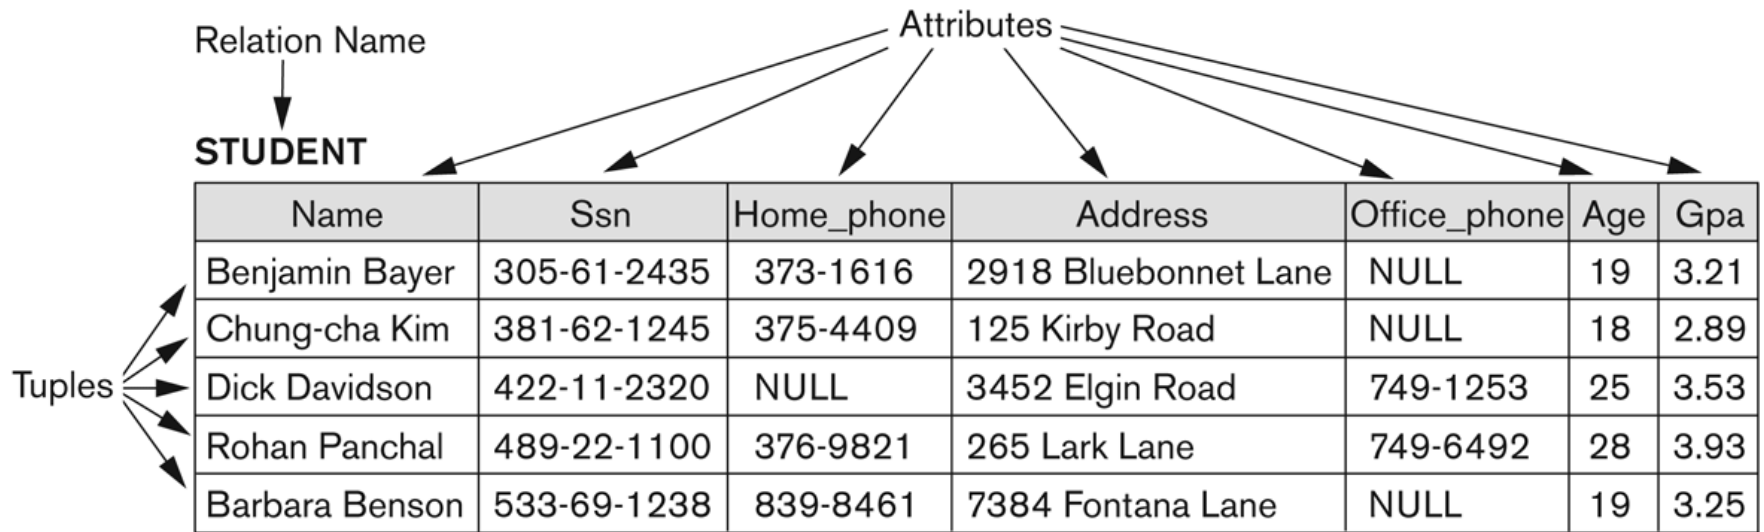 Attributes
Relation Name
STUDENT
Name Ssn Home_phone Address Office_phone Age Gpa
Benjamin Bayer 305-61-2435 373-1616 2918 Bluebonnet Lane NULL 19 3.21
Chung-cha Kim 381-62-1245 375-4409 125 Kirby Road NULL 18 2.89
Tuples Dick Davidson 422-11-2320 NULL 3452 Elgin Road 749-1253 25 3.53
Rohan Panchal 489-22-1100 376-9821 265 Lark Lane 749-6492 28 3.93
Barbara Benson 533-69-1238 839-8461 7384 Fontana Lane NULL 19 3.25